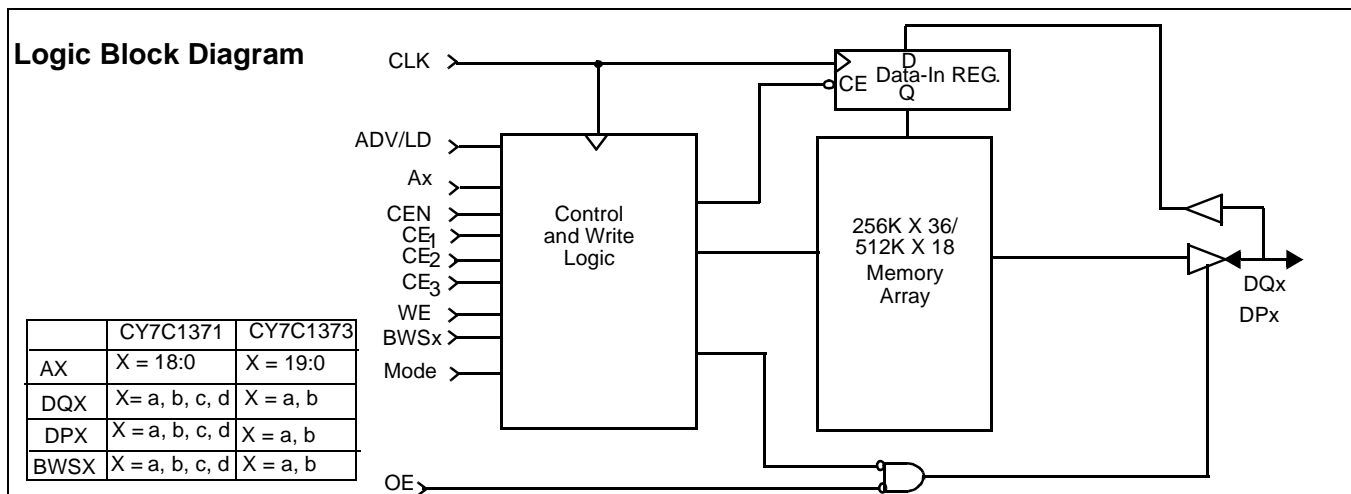 Logic Block Diagram
CLK
D
Data-In REG.
CE
Q
ADV/LD
Ax
CEN
CE1
CE2
CE3
WE
BWSx
Mode
Control
and Write
Logic
256K X 36/
512K X 18
Memory
Array
DQx
DPx
CY7C1371 CY7C1373
AX X = 18:0 X = 19:0
DQX X= a, b, c, d X = a, b
DPX X = a, b, c, d X = a, b
BWSX X = a, b, c, d X = a, b
OE